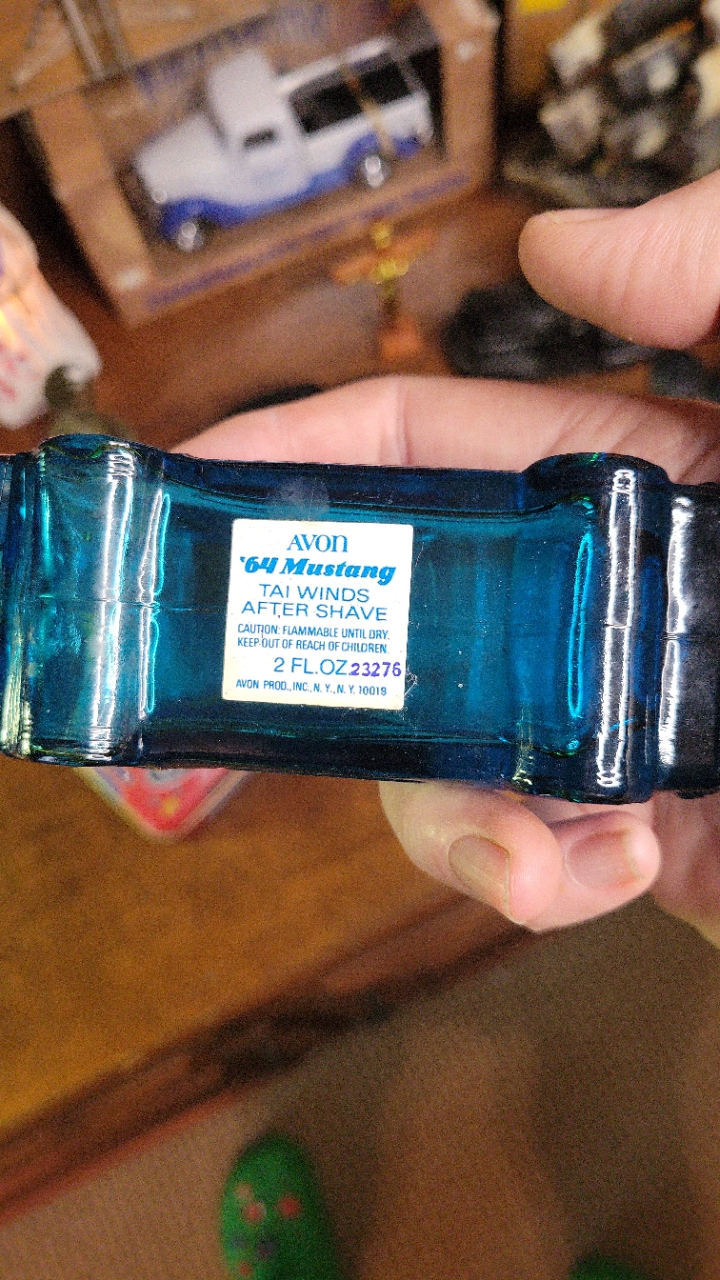 AVON
'64 Mustang
TAI WINDS
AFTER SHAVE
CAUTION: FLAMMABLE UNTIL DRY.
KEEP OUT OF REACH OF CHILDREN.
2 FL.OZ.23276
AVON PROD., INC., N.Y., N.Y. 10019